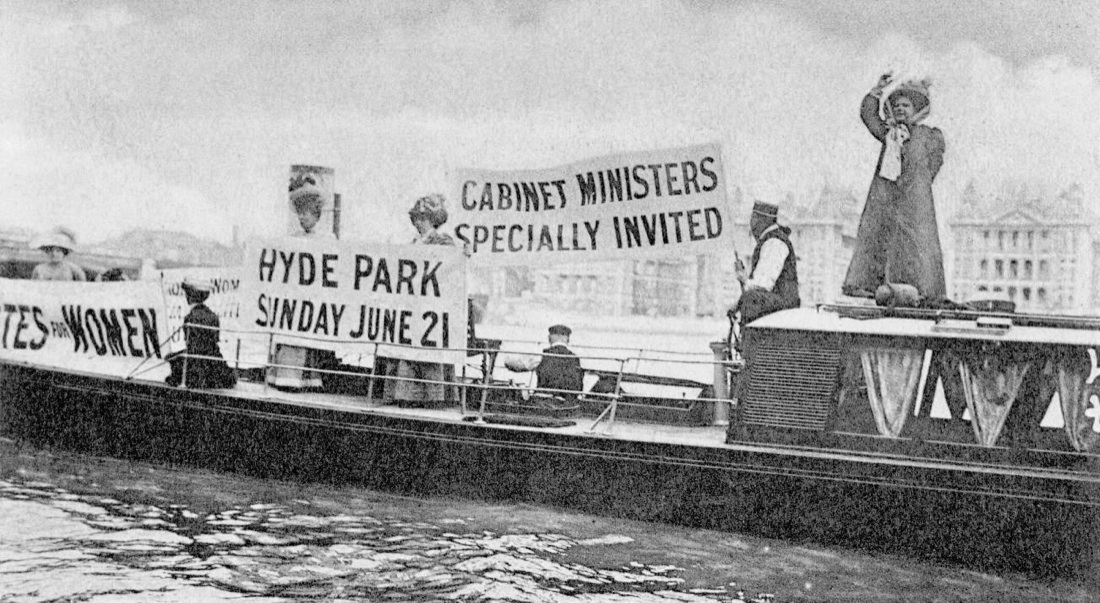 CABINET MINISTERS
SPECIALLY INVITED
HYDE PARK
SUNDAY JUNE 21
TES FOR WOMEN